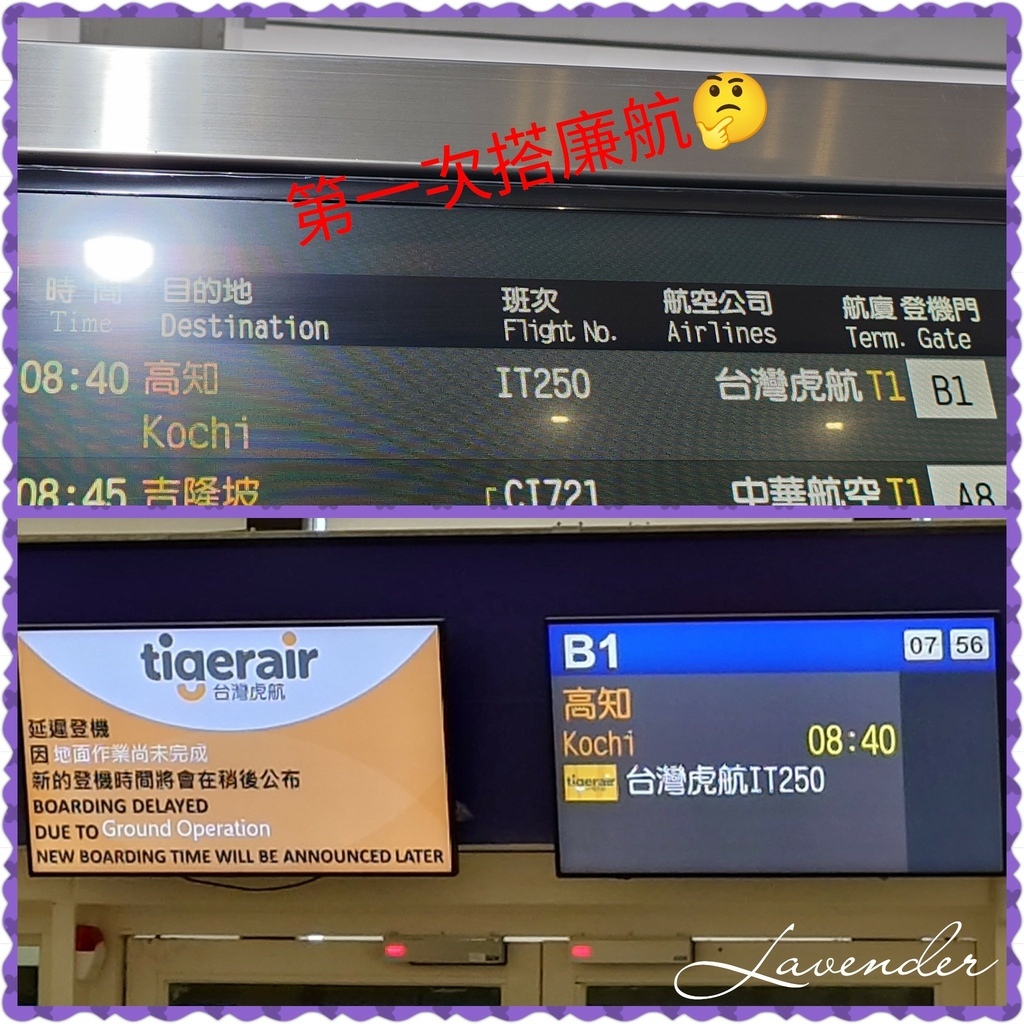 第一次搭廉航🤔
時間 目的地 班次 航空公司 航廈 登機門
Time Destination Flight No. Airlines Term. Gate
08:40 高知 IT250 台灣虎航 T1 B1
Kochi
08:45 吉隆坡 CI721 中華航空 T1 A8
tigerair
台灣虎航
延遲登機
因 地面作業尚未完成
新的登機時間將會在稍後公布
BOARDING DELAYED
DUE TO Ground Operation
NEW BOARDING TIME WILL BE ANNOUNCED LATER
B1 07 56
高知
Kochi 08:40
tigerair 台灣虎航IT250
Lavender